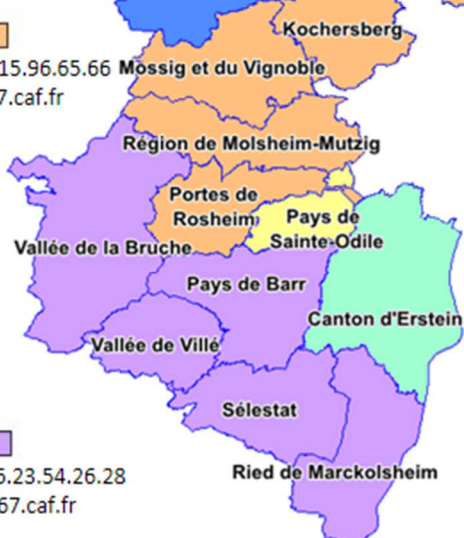 Kochersberg
15.96.65.66
Mossig et du Vignoble
7.caf.fr
Région de Molsheim-Mutzig
Portes de
Rosheim
Pays de
Sainte-Odile
Vallée de la Bruche
Pays de Barr
Canton d'Erstein
Vallée de Villé
Sélestat
Ried de Marckolsheim
23.54.26.28
67.caf.fr